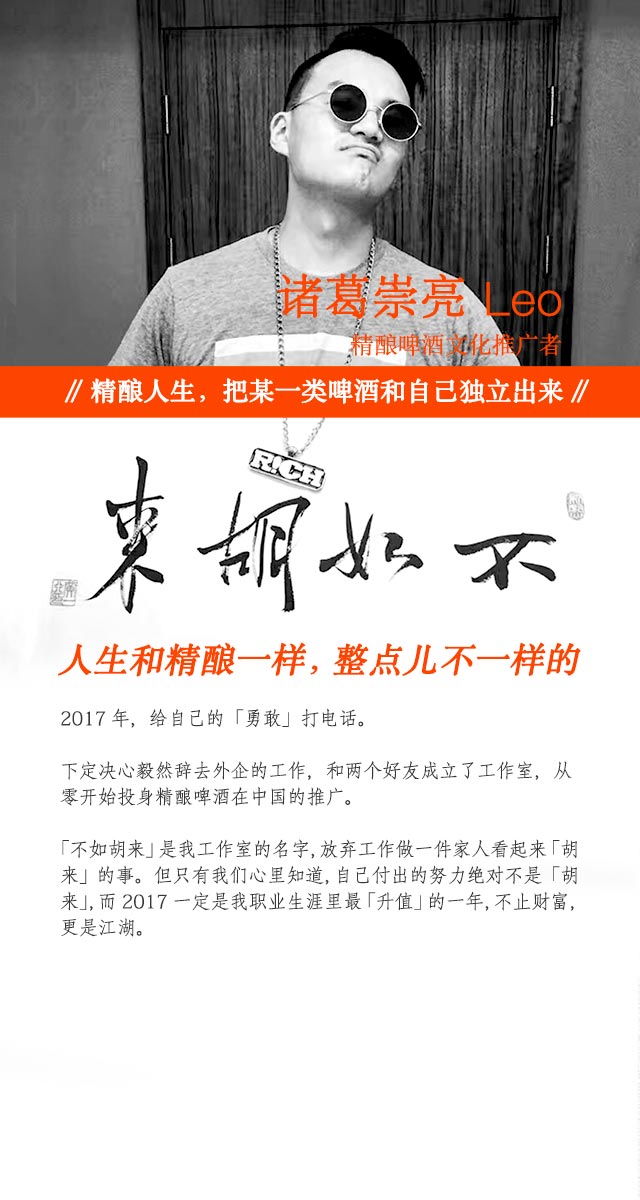 诸葛崇亮 Leo
精酿啤酒文化推广者
// 精酿人生，把某一类啤酒和自己独立出来 //
R!CH
不如胡来
人生和精酿一样，整点儿不一样的
2017 年，给自己的「勇敢」打电话。
下定决心毅然辞去外企的工作，和两个好友成立了工作室，从
零开始投身精酿啤酒在中国的推广。
「不如胡来」是我工作室的名字，放弃工作做一件家人看起来「胡
来」的事。但只有我们心里知道，自己付出的努力绝对不是「胡
来」，而 2017 一定是我职业生涯里最「升值」的一年，不止财富，
更是江湖。